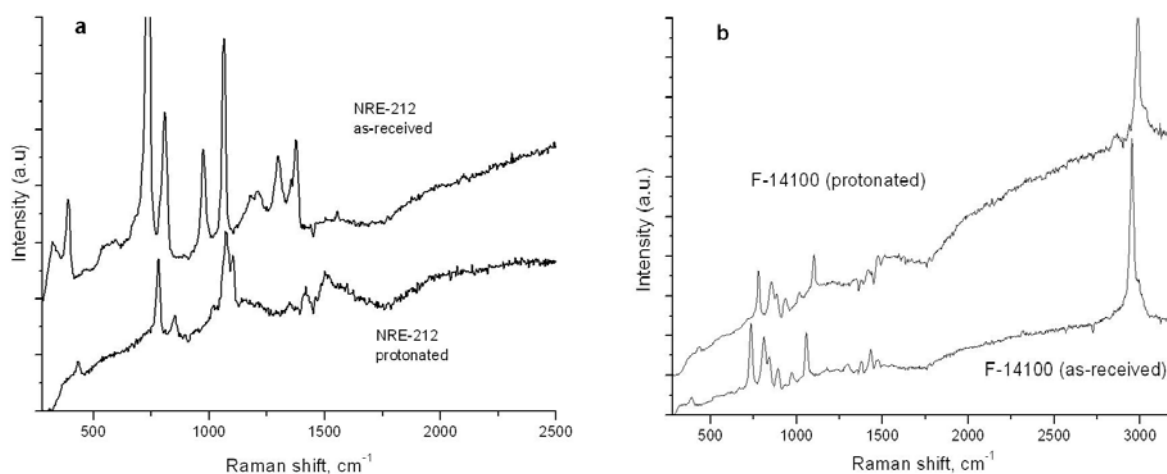 a
NRE-212
as-received
NRE-212
protonated
Intensity (a.u)
500
1000
1500
2000
2500
Raman shift, cm-1
b
F-14100 (protonated)
F-14100 (as-received)
Intensity (a.u.)
500
1000
1500
2000
2500
3000
Raman shift, cm-1